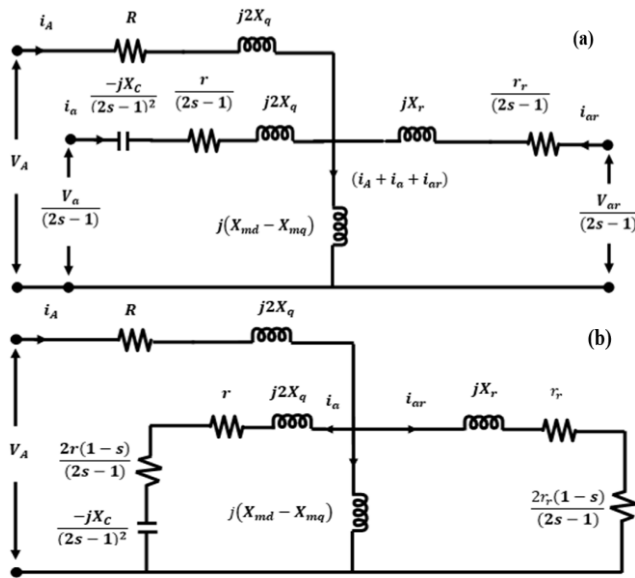 i_A R j2X_q (a)
i_a -jX_C/(2s-1)^2 r/(2s-1) j2X_q jX_r r_r/(2s-1) i_ar
V_A V_a/(2s-1) (i_A + i_a + i_ar) V_ar/(2s-1)
j(X_md - X_mq)
i_A R j2X_q (b)
r j2X_q i_a i_ar jX_r r_r
V_A 2r(1-s)/(2s-1) 2r_r(1-s)/(2s-1)
-jX_C/(2s-1)^2 j(X_md - X_mq)